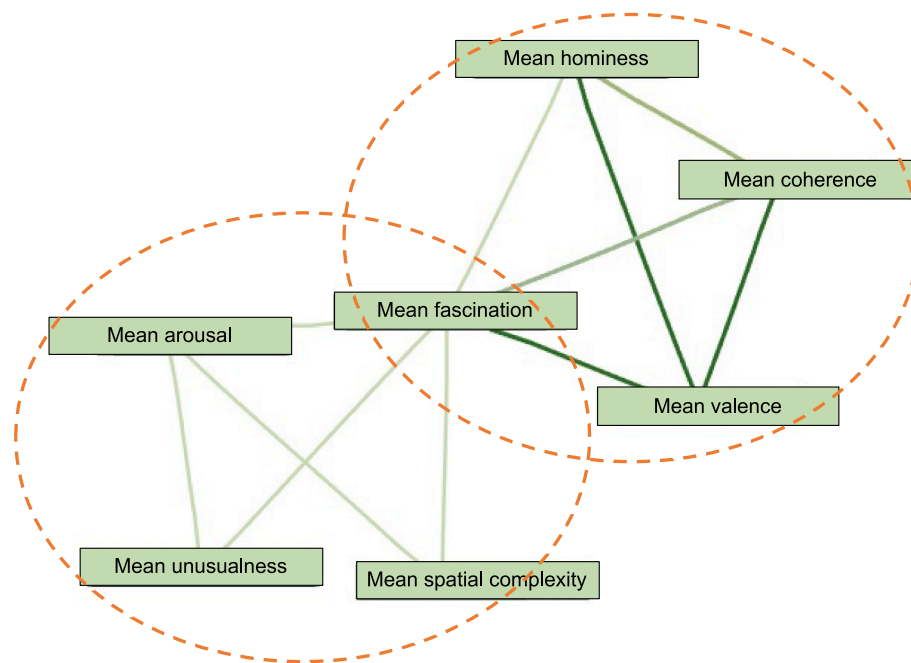 Mean hominess
Mean coherence
Mean fascination
Mean arousal
Mean valence
Mean unusualness
Mean spatial complexity